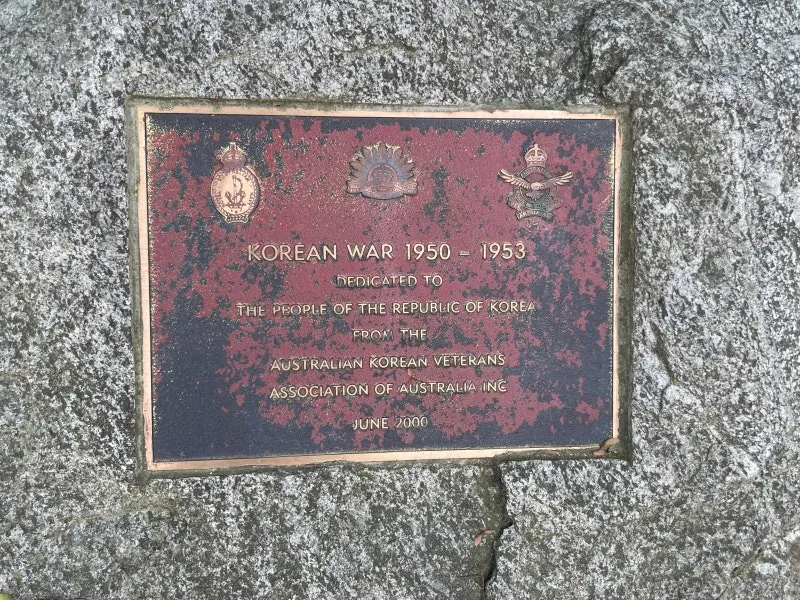 KOREAN WAR 1950 – 1953
DEDICATED TO
THE PEOPLE OF THE REPUBLIC OF KOREA
FROM THE
AUSTRALIAN KOREAN VETERANS
ASSOCIATION OF AUSTRALIA INC
JUNE 2000